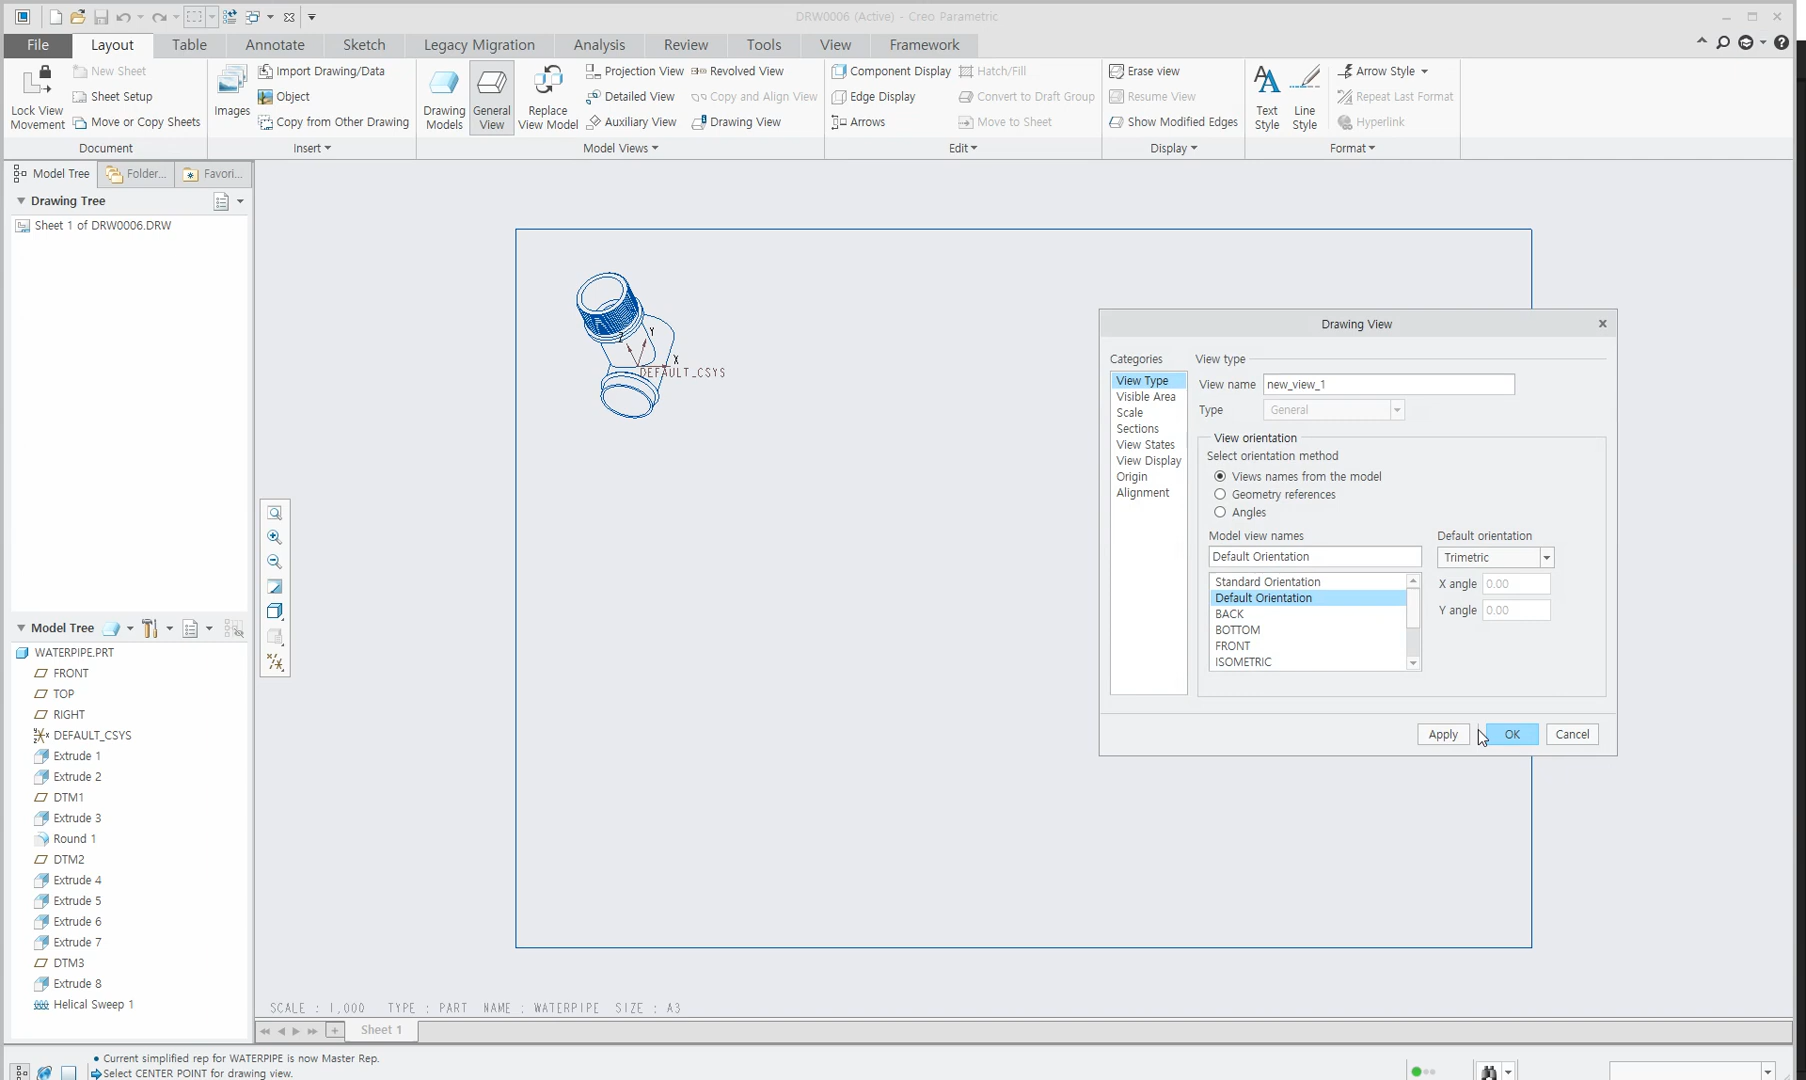 DRW0006 (Active) - Creo Parametric
File Layout Table Annotate Sketch Legacy Migration Analysis Review Tools View Framework
Lock View Movement
New Sheet
Sheet Setup
Move or Copy Sheets
Document
Images
Import Drawing/Data
Object
Copy from Other Drawing
Insert
Drawing Models
General View
Replace View Model
Projection View
Detailed View
Auxiliary View
Revolved View
Copy and Align View
Drawing View
Model Views
Component Display
Edge Display
Arrows
Hatch/Fill
Convert to Draft Group
Move to Sheet
Edit
Erase view
Resume View
Show Modified Edges
Display
Text Style
Line Style
Arrow Style
Repeat Last Format
Hyperlink
Format
Model Tree Folder... Favori...
Drawing Tree
Sheet 1 of DRW0006.DRW
Model Tree
WATERPIPE.PRT
FRONT
TOP
RIGHT
DEFAULT_CSYS
Extrude 1
Extrude 2
DTM1
Extrude 3
Round 1
DTM2
Extrude 4
Extrude 5
Extrude 6
Extrude 7
DTM3
Extrude 8
Helical Sweep 1
Z Y X
DEFAULT_CSYS
Drawing View
Categories
View Type
Visible Area
Scale
Sections
View States
View Display
Origin
Alignment
View type
View name new_view_1
Type General
View orientation
Select orientation method
Views names from the model
Geometry references
Angles
Model view names
Default Orientation
Standard Orientation
Default Orientation
BACK
BOTTOM
FRONT
ISOMETRIC
Default orientation
Trimetric
X angle 0.00
Y angle 0.00
Apply OK Cancel
SCALE : 1,000 TYPE : PART NAME : WATERPIPE SIZE : A3
Sheet 1
• Current simplified rep for WATERPIPE is now Master Rep.
Select CENTER POINT for drawing view.